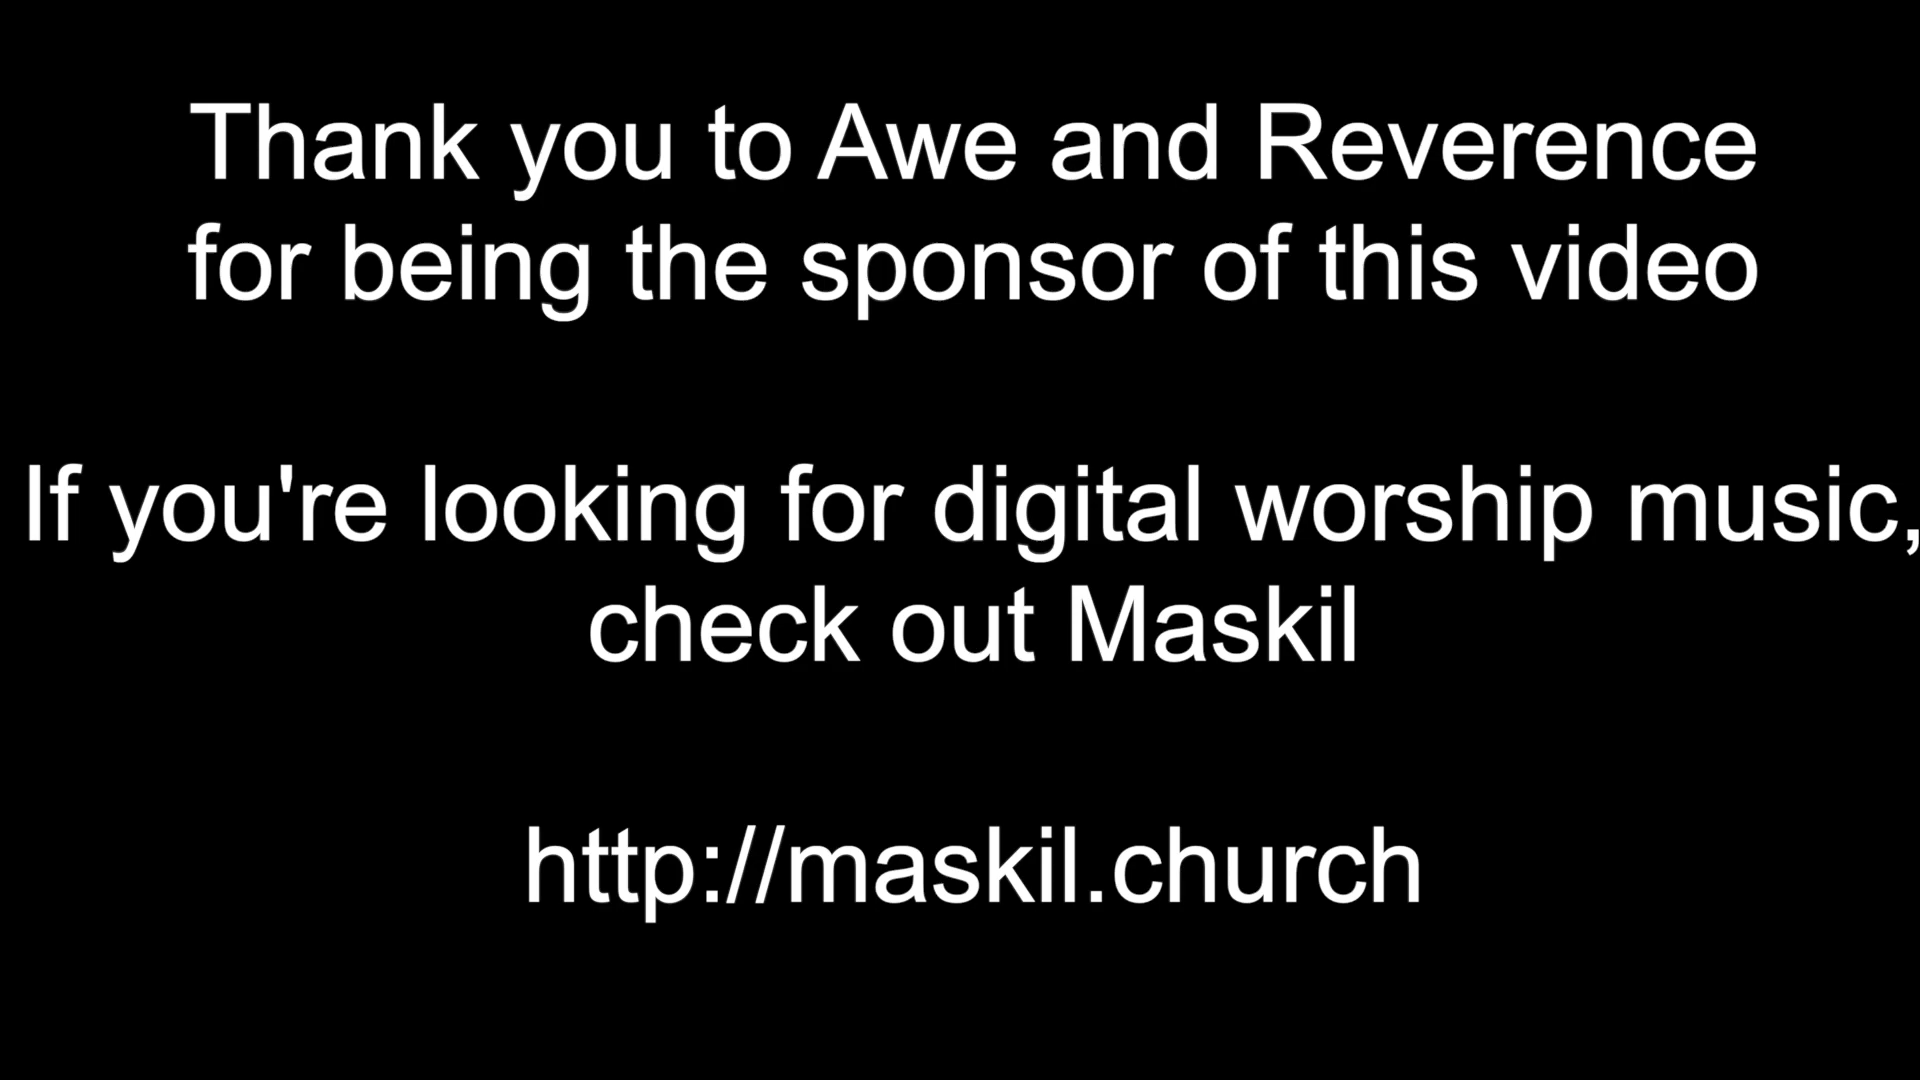 Thank you to Awe and Reverence
for being the sponsor of this video
If you're looking for digital worship music,
check out Maskil
http://maskil.church